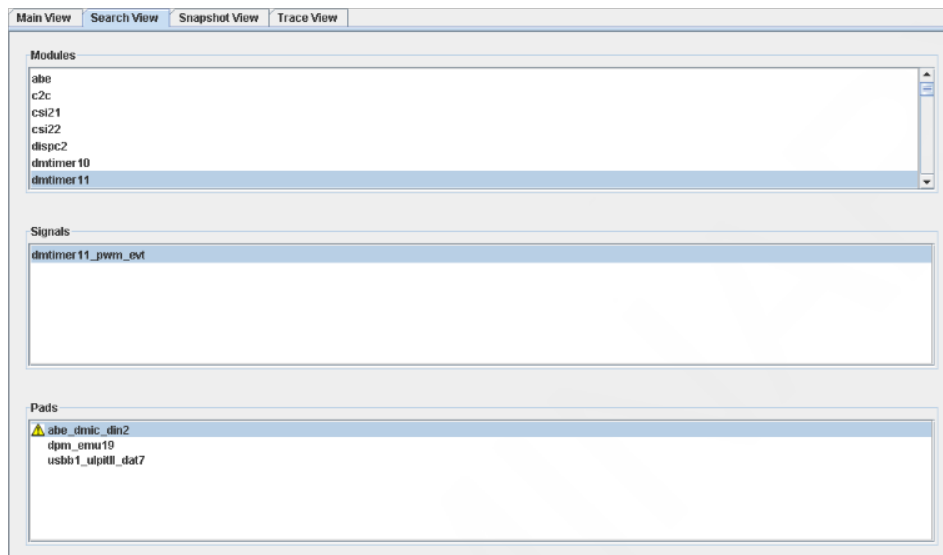 Main View Search View Snapshot View Trace View
Modules
abe
c2c
csi21
csi22
dispc2
dmtimer10
dmtimer11
Signals
dmtimer11_pwm_evt
Pads
abe_dmic_din2
dpm_emu19
usbb1_ulpitll_dat7